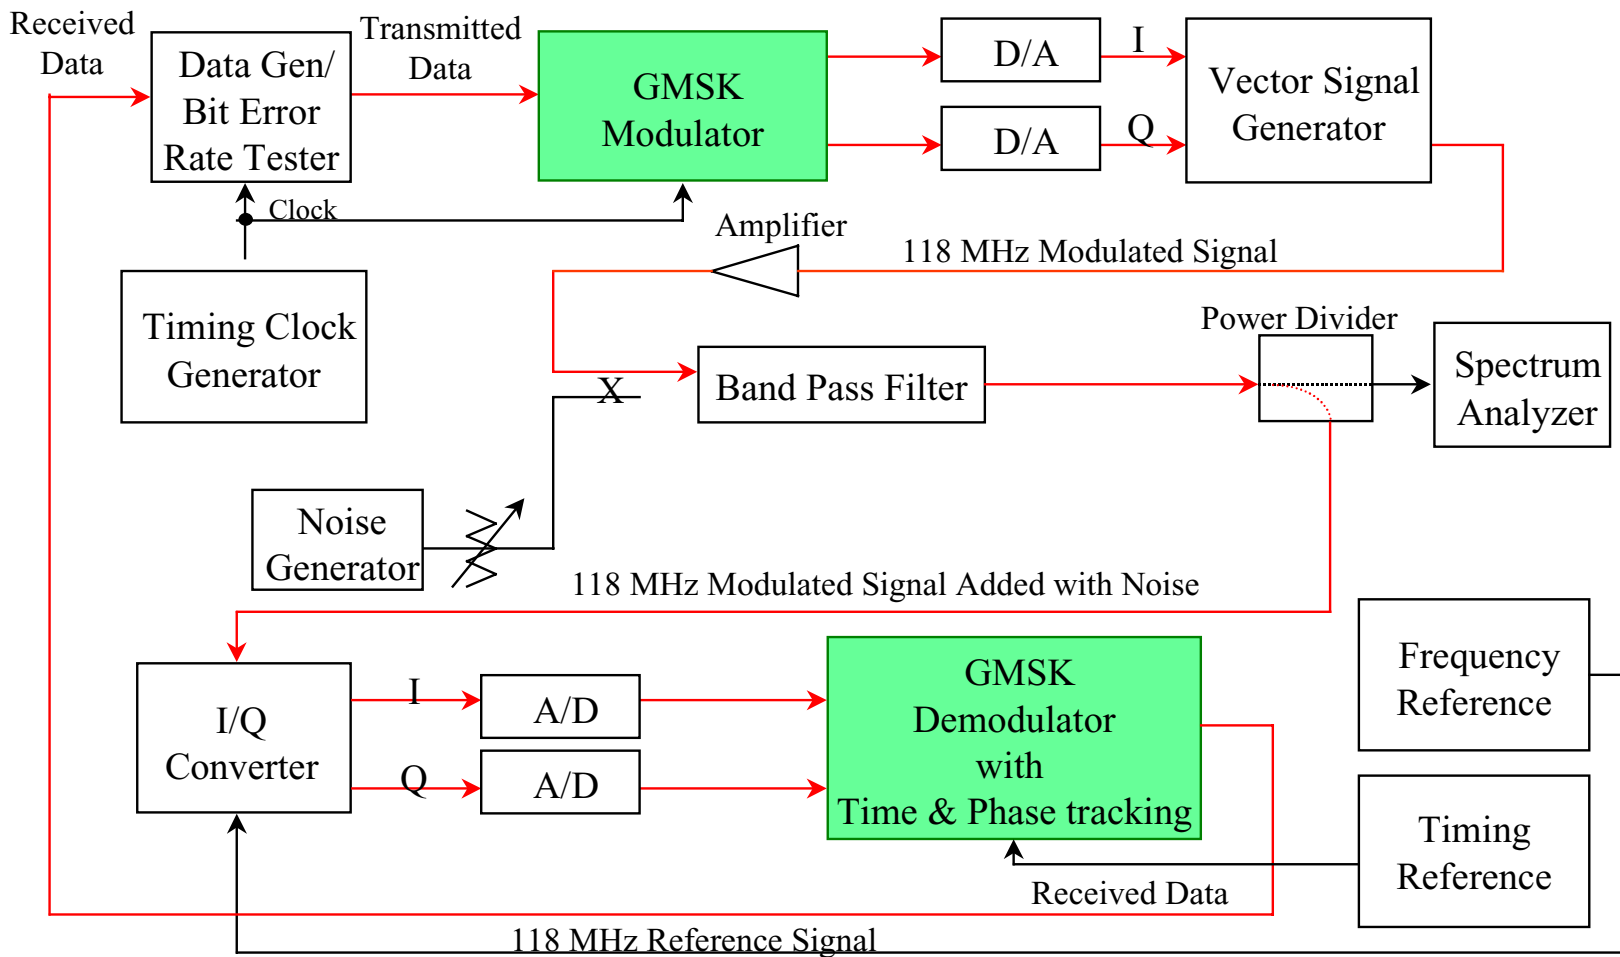 Received
Data
Data Gen/
Bit Error
Rate Tester
Transmitted
Data
GMSK
Modulator
D/A
I
D/A
Q
Vector Signal
Generator
Clock
Amplifier
118 MHz Modulated Signal
Timing Clock
Generator
Power Divider
X
Band Pass Filter
Spectrum
Analyzer
Noise
Generator
118 MHz Modulated Signal Added with Noise
I/Q
Converter
I
A/D
Q
A/D
GMSK
Demodulator
with
Time & Phase tracking
Frequency
Reference
Timing
Reference
Received Data
118 MHz Reference Signal